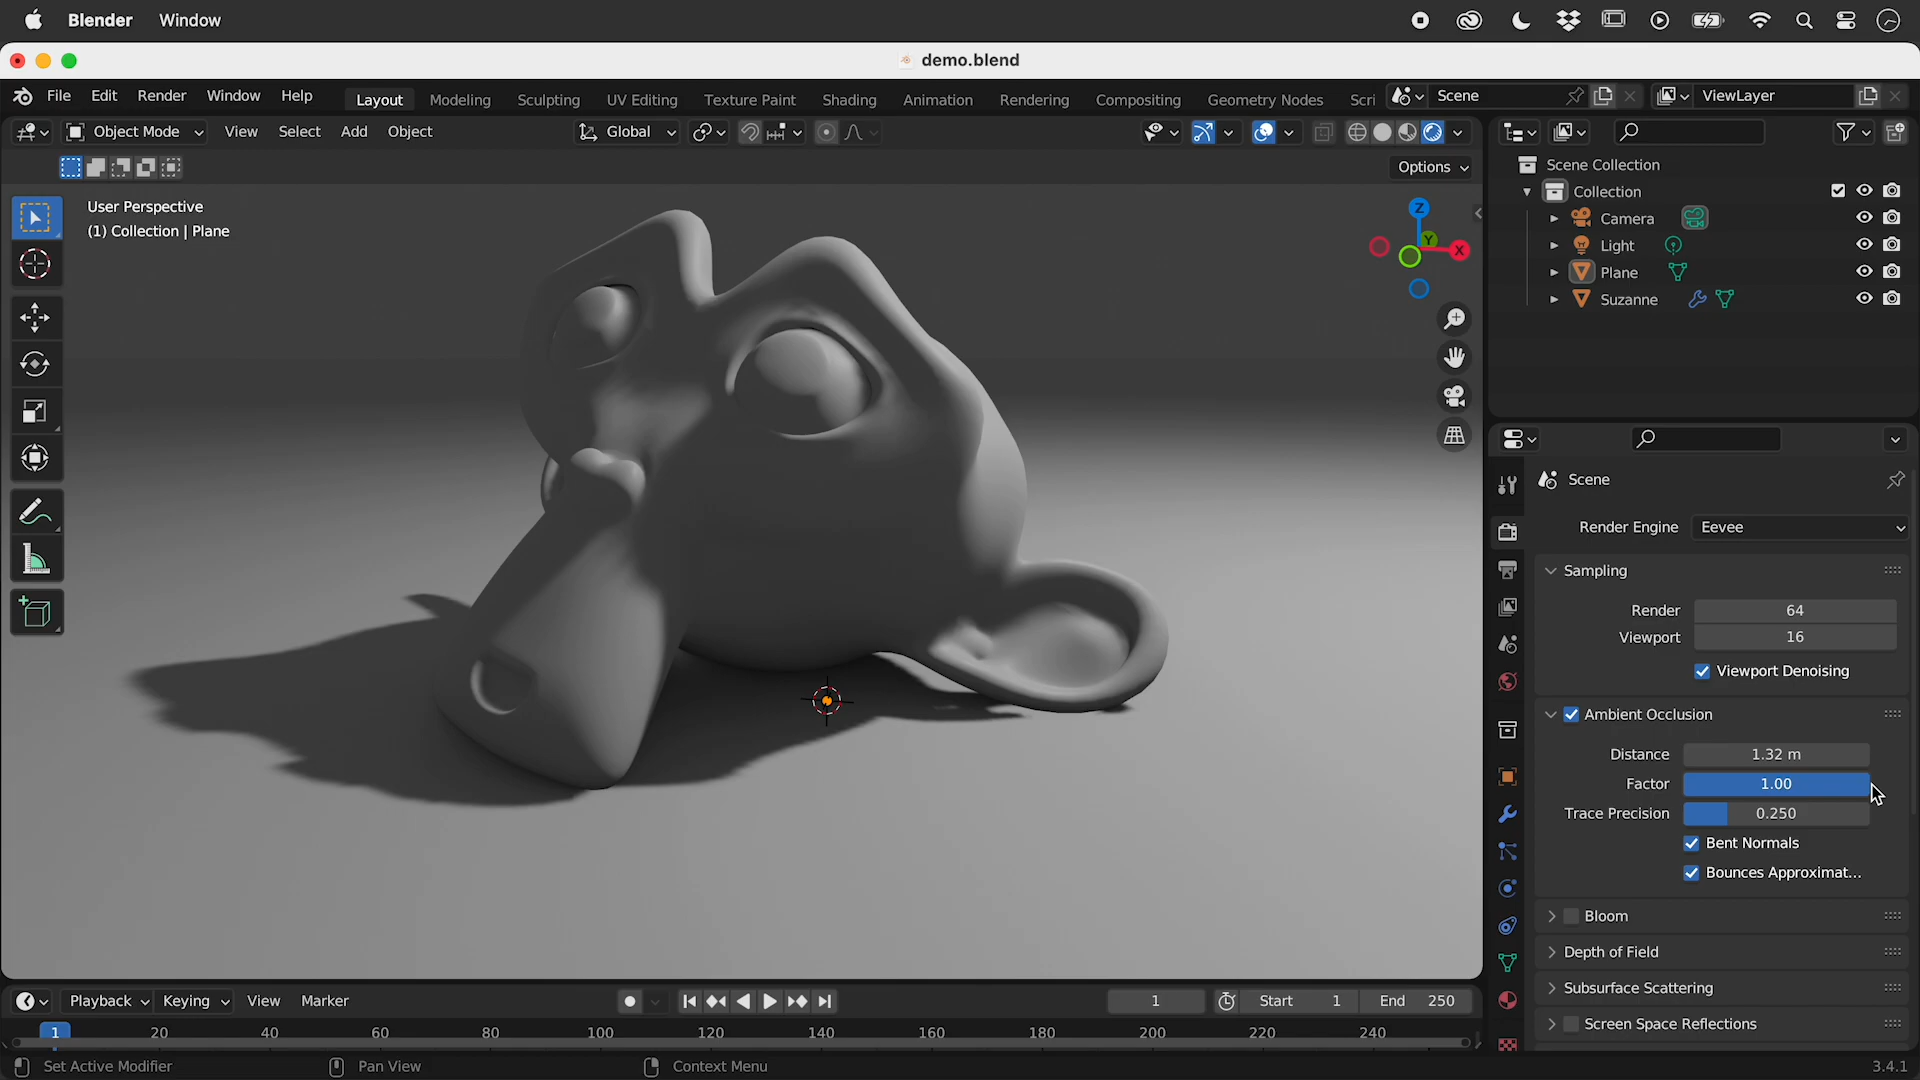 Blender Window
demo.blend
File Edit Render Window Help Layout Modeling Sculpting UV Editing Texture Paint Shading Animation Rendering Compositing Geometry Nodes Scri Scene ViewLayer
Object Mode View Select Add Object Global
Options
User Perspective
(1) Collection | Plane
Z
Y
X
Scene Collection
Collection
Camera
Light
Plane
Suzanne
Scene
Render Engine Eevee
Sampling
Render 64
Viewport 16
Viewport Denoising
Ambient Occlusion
Distance 1.32 m
Factor 1.00
Trace Precision 0.250
Bent Normals
Bounces Approximat...
Bloom
Depth of Field
Subsurface Scattering
Screen Space Reflections
Playback Keying View Marker 1 Start 1 End 250
1 20 40 60 80 100 120 140 160 180 200 220 240
Set Active Modifier Pan View Context Menu 3.4.1